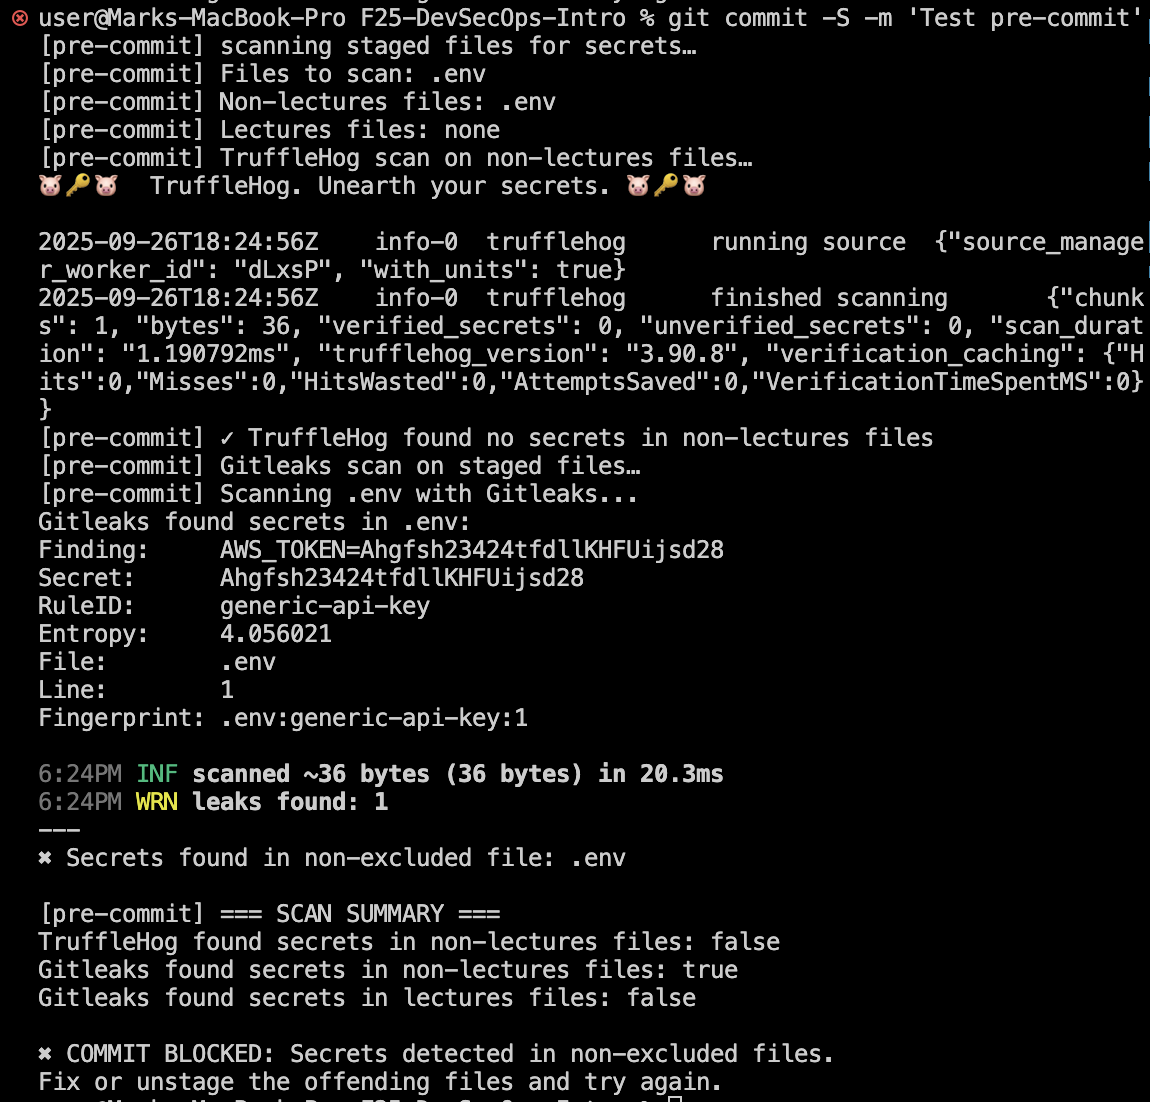 user@Marks-MacBook-Pro F25-DevSecOps-Intro % git commit -S -m 'Test pre-commit'
[pre-commit] scanning staged files for secrets…
[pre-commit] Files to scan: .env
[pre-commit] Non-lectures files: .env
[pre-commit] Lectures files: none
[pre-commit] TruffleHog scan on non-lectures files…
🐷🔑🐷  TruffleHog. Unearth your secrets. 🐷🔑🐷
2025-09-26T18:24:56Z    info-0  trufflehog      running source  {"source_manage
r_worker_id": "dLxsP", "with_units": true}
2025-09-26T18:24:56Z    info-0  trufflehog      finished scanning       {"chunk
s": 1, "bytes": 36, "verified_secrets": 0, "unverified_secrets": 0, "scan_durat
ion": "1.190792ms", "trufflehog_version": "3.90.8", "verification_caching": {"H
its":0,"Misses":0,"HitsWasted":0,"AttemptsSaved":0,"VerificationTimeSpentMS":0}
}
[pre-commit] ✓ TruffleHog found no secrets in non-lectures files
[pre-commit] Gitleaks scan on staged files…
[pre-commit] Scanning .env with Gitleaks...
Gitleaks found secrets in .env:
Finding:     AWS_TOKEN=Ahgfsh23424tfdllKHFUijsd28
Secret:      Ahgfsh23424tfdllKHFUijsd28
RuleID:      generic-api-key
Entropy:     4.056021
File:        .env
Line:        1
Fingerprint: .env:generic-api-key:1
6:24PM INF scanned ~36 bytes (36 bytes) in 20.3ms
6:24PM WRN leaks found: 1
---
✖ Secrets found in non-excluded file: .env
[pre-commit] === SCAN SUMMARY ===
TruffleHog found secrets in non-lectures files: false
Gitleaks found secrets in non-lectures files: true
Gitleaks found secrets in lectures files: false
✖ COMMIT BLOCKED: Secrets detected in non-excluded files.
Fix or unstage the offending files and try again.